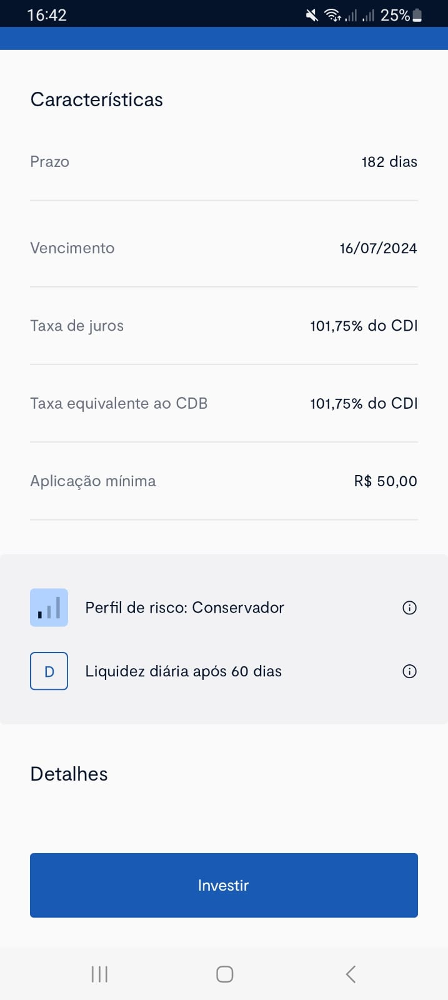 16:42
25%
Características
Prazo 182 dias
Vencimento 16/07/2024
Taxa de juros 101,75% do CDI
Taxa equivalente ao CDB 101,75% do CDI
Aplicação mínima R$ 50,00
Perfil de risco: Conservador
D Liquidez diária após 60 dias
Detalhes
Investir